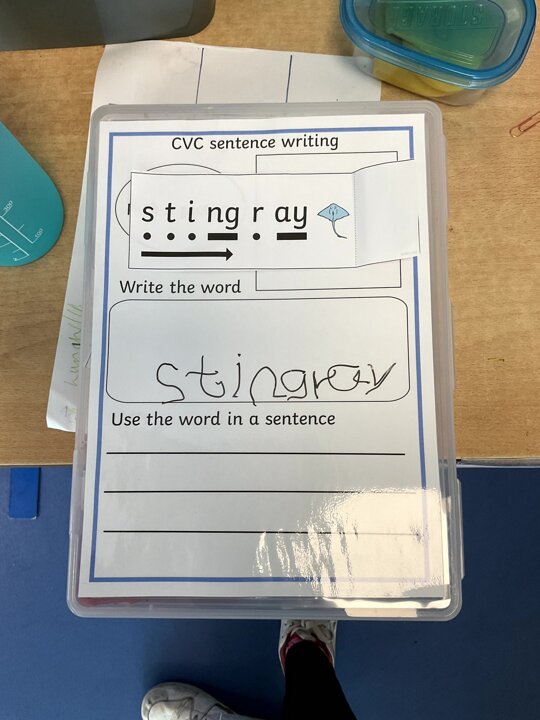 CVC sentence writing
s t i ng r ay
Write the word
stingray
Use the word in a sentence